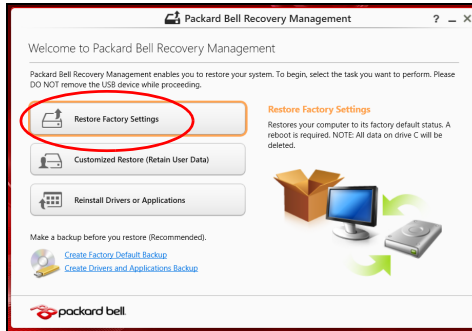 Packard Bell Recovery Management
Welcome to Packard Bell Recovery Management
Packard Bell Recovery Management enables you to restore your system. To begin, select the task you want to perform. Please
DO NOT remove the USB device while proceeding.
Restore Factory Settings
Customized Restore (Retain User Data)
Reinstall Drivers or Applications
Restore Factory Settings
Restores your computer to its factory default status. A
reboot is required. NOTE: All data on drive C will be
deleted.
Make a backup before you restore (Recommended).
Create Factory Default Backup
Create Drivers and Applications Backup
packard bell